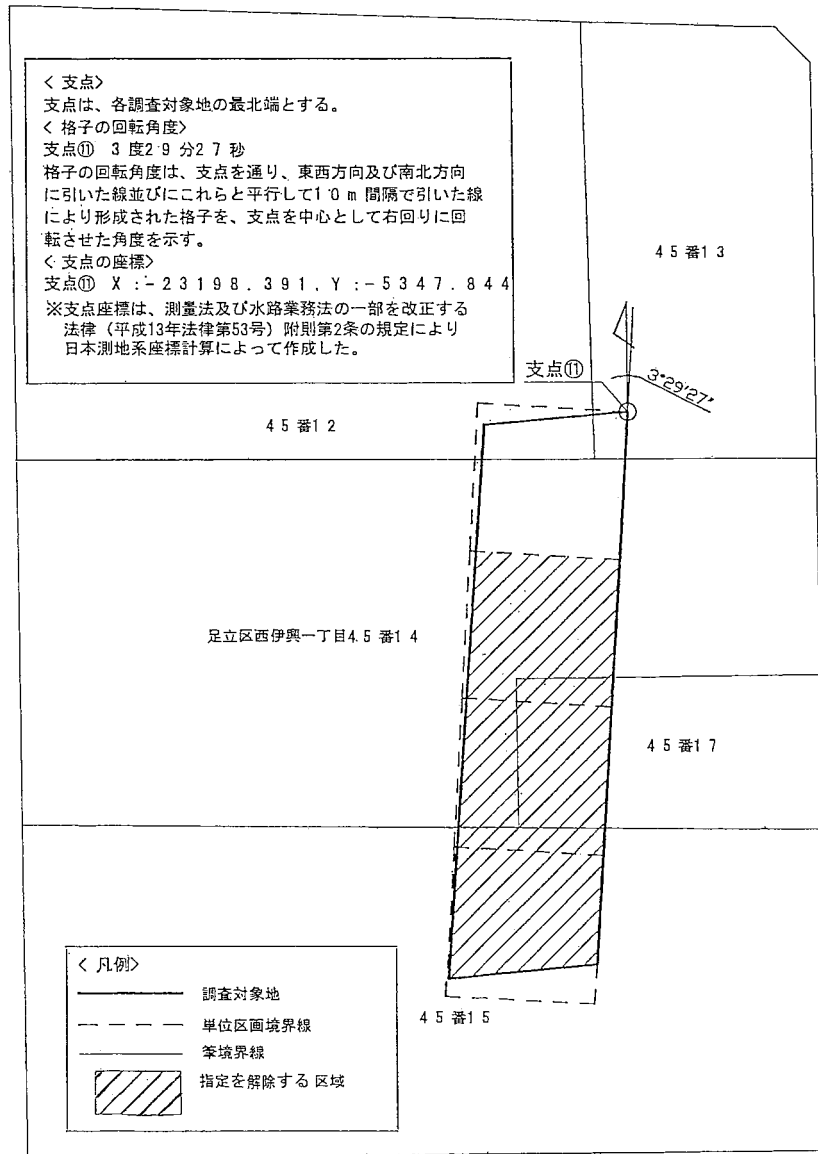 < 支点>
支点は、各調査対象地の最北端とする。
< 格子の回転角度>
支点⑪ 3 度29 分27 秒
格子の回転角度は、支点を通り、東西方向及び南北方向
に引いた線並びにこれらと平行して10 m 間隔で引いた線
により形成された格子を、支点を中心として右回りに回
転させた角度を示す。
< 支点の座標>
支点⑪ X :-23198.391, Y :-5347.844
※支点座標は、測量法及び水路業務法の一部を改正する
法律（平成13年法律第53号）附則第2条の規定により
日本測地系座標計算によって作成した。
45 番13
支点⑪
3°29'27"
45 番12
足立区西伊興一丁目45 番14
45 番17
45 番15
< 凡例>
調査対象地
単位区画境界線
筆境界線
指定を解除する 区域